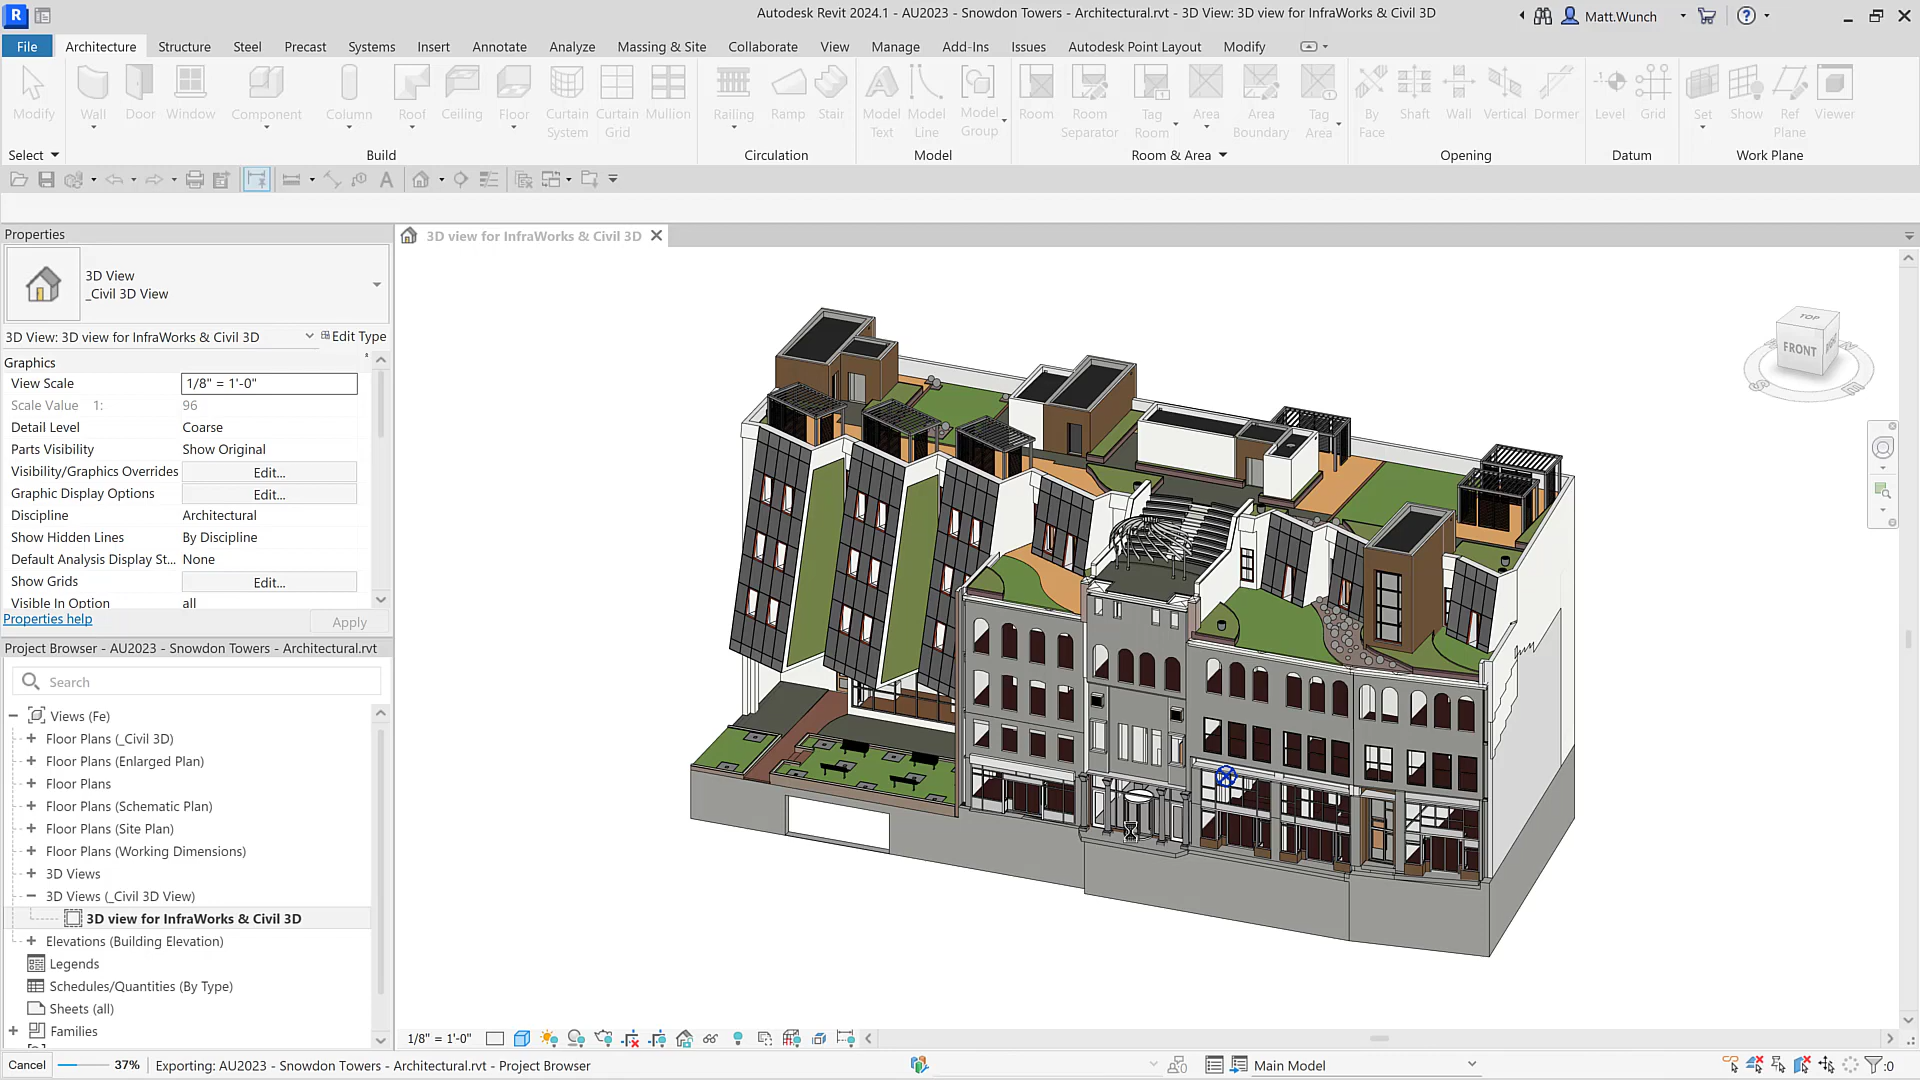 R
Autodesk Revit 2024.1 - AU2023 - Snowdon Towers - Architectural.rvt - 3D View: 3D view for InfraWorks & Civil 3D
Matt.Wunch
File
Architecture
Structure
Steel
Precast
Systems
Insert
Annotate
Analyze
Massing & Site
Collaborate
View
Manage
Add-Ins
Issues
Autodesk Point Layout
Modify
Modify
Wall
Door
Window
Component
Column
Roof
Ceiling
Floor
Curtain
System
Curtain
Grid
Mullion
Railing
Ramp
Stair
Model
Text
Model
Line
Model
Group
Room
Room
Separator
Tag
Room
Area
Area
Boundary
Tag
Area
By
Face
Shaft
Wall
Vertical
Dormer
Level
Grid
Set
Show
Ref
Plane
Viewer
Select
Build
Circulation
Model
Room & Area
Opening
Datum
Work Plane
Properties
3D view for InfraWorks & Civil 3D
3D View
_Civil 3D View
3D View: 3D view for InfraWorks & Civil 3D
Edit Type
Graphics
View Scale
1/8" = 1'-0"
Scale Value 1:
96
Detail Level
Coarse
Parts Visibility
Show Original
Visibility/Graphics Overrides
Edit...
Graphic Display Options
Edit...
Discipline
Architectural
Show Hidden Lines
By Discipline
Default Analysis Display St...
None
Show Grids
Edit...
Visible In Option
all
Properties help
Apply
TOP
FRONT
S
E
Project Browser - AU2023 - Snowdon Towers - Architectural.rvt
Search
Views (Fe)
Floor Plans (_Civil 3D)
Floor Plans (Enlarged Plan)
Floor Plans
Floor Plans (Schematic Plan)
Floor Plans (Site Plan)
Floor Plans (Working Dimensions)
3D Views
3D Views (_Civil 3D View)
3D view for InfraWorks & Civil 3D
Elevations (Building Elevation)
Legends
Schedules/Quantities (By Type)
Sheets (all)
Families
1/8" = 1'-0"
Cancel
37%
Exporting: AU2023 - Snowdon Towers - Architectural.rvt - Project Browser
Main Model
:0